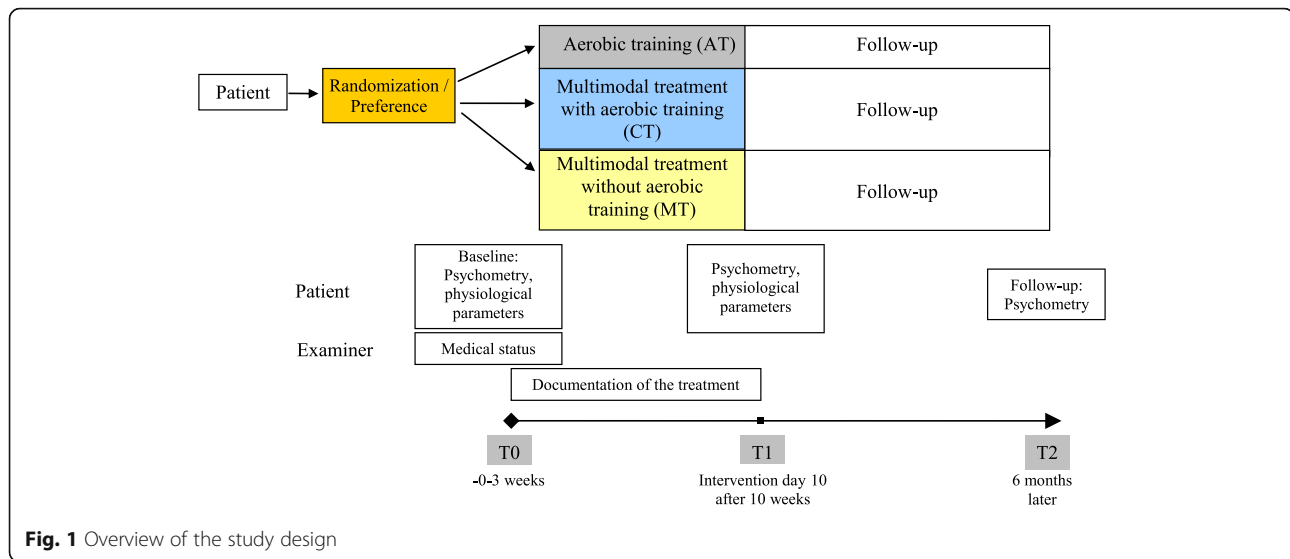 Aerobic training (AT)
Follow-up
Patient
Randomization /
Preference
Multimodal treatment
with aerobic training
(CT)
Follow-up
Multimodal treatment
without aerobic
training (MT)
Follow-up
Patient
Baseline:
Psychometry,
physiological
parameters
Psychometry,
physiological
parameters
Follow-up:
Psychometry
Examiner
Medical status
Documentation of the treatment
T0
T1
T2
-0-3 weeks
Intervention day 10
after 10 weeks
6 months
later
Fig. 1 Overview of the study design